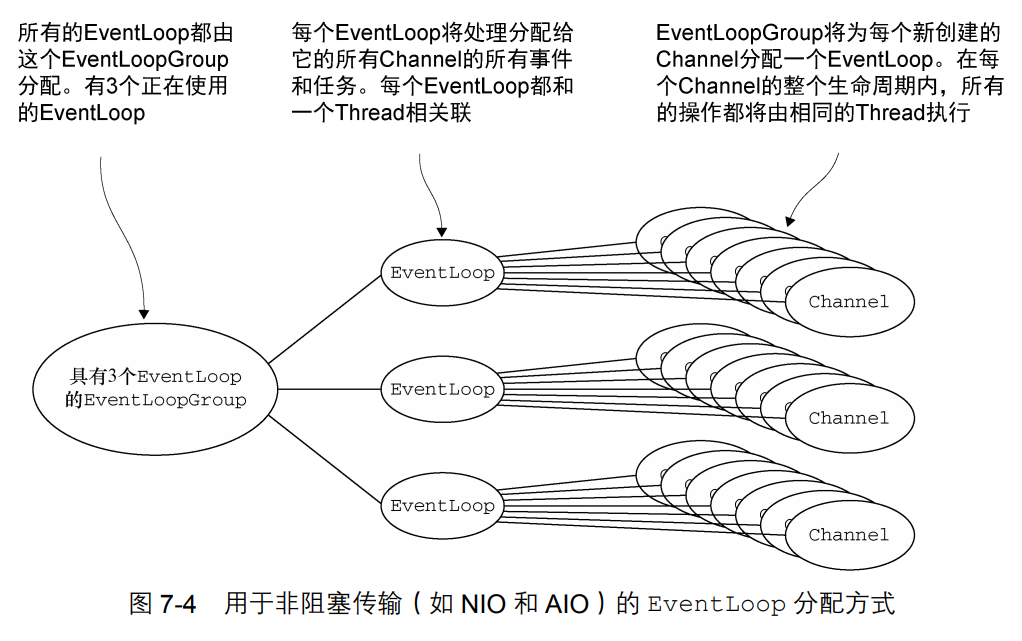 所有的EventLoop都由
这个EventLoopGroup
分配。有3个正在使用
的EventLoop
每个EventLoop将处理分配给
它的所有Channel的所有事件
和任务。每个EventLoop都和
一个Thread相关联
EventLoopGroup将为每个新创建的
Channel分配一个EventLoop。在每
个Channel的整个生命周期内，所有
的操作都将由相同的Thread执行
具有3个EventLoop
的EventLoopGroup
EventLoop
Channel
EventLoop
Channel
EventLoop
Channel
图 7-4 用于非阻塞传输（如 NIO 和 AIO）的 EventLoop 分配方式